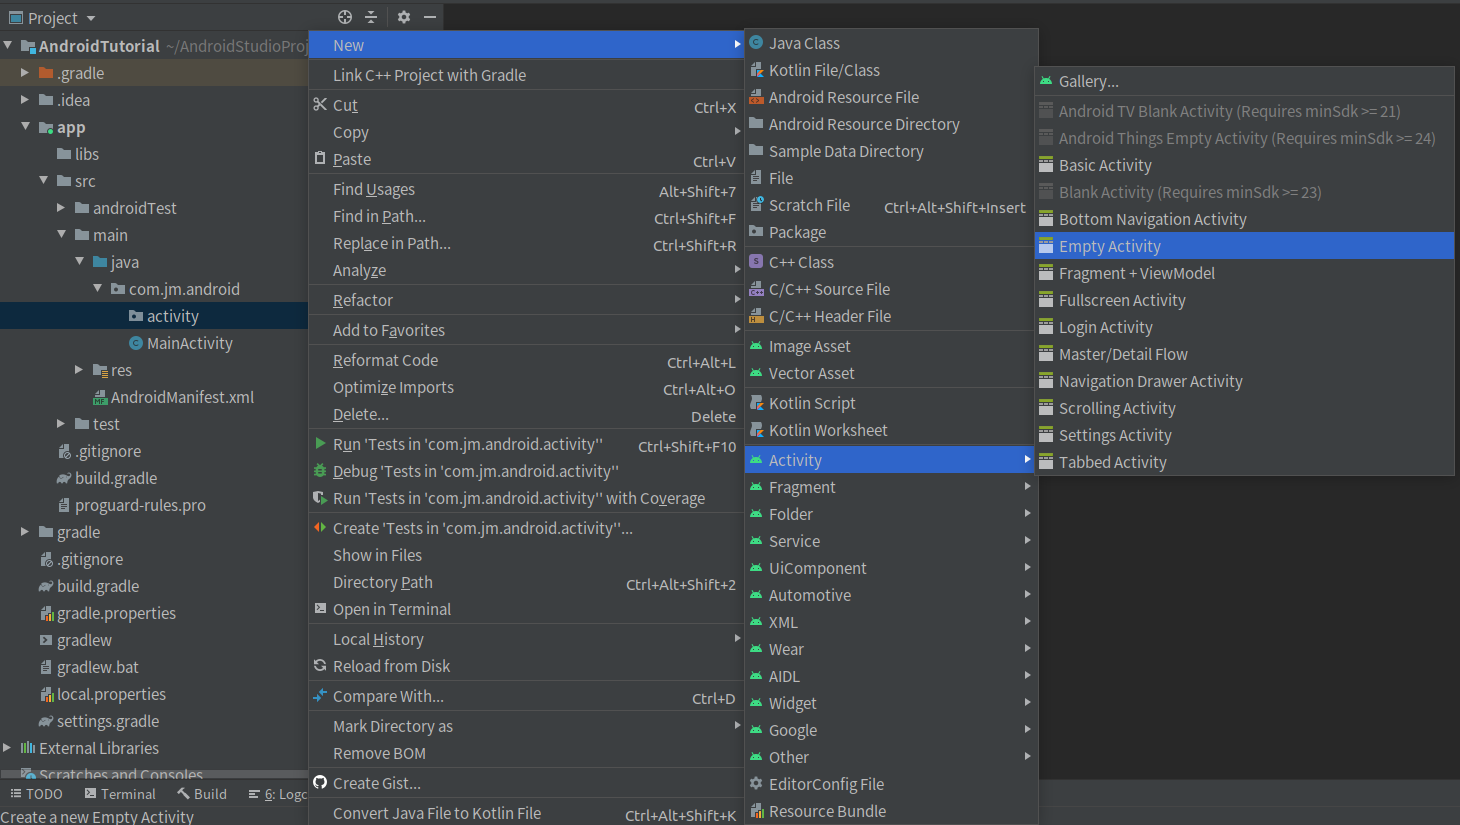 Project
AndroidTutorial ~/AndroidStudioProj
.gradle
.idea
app
libs
src
androidTest
main
java
com.jm.android
activity
MainActivity
res
AndroidManifest.xml
test
.gitignore
build.gradle
proguard-rules.pro
gradle
.gitignore
build.gradle
gradle.properties
gradlew
gradlew.bat
local.properties
settings.gradle
External Libraries
Scratches and Consoles
TODO Terminal Build 6: Logc
Create a new Empty Activity
New
Link C++ Project with Gradle
Cut Ctrl+X
Copy
Paste Ctrl+V
Find Usages Alt+Shift+7
Find in Path... Ctrl+Shift+F
Replace in Path... Ctrl+Shift+R
Analyze
Refactor
Add to Favorites
Reformat Code Ctrl+Alt+L
Optimize Imports Ctrl+Alt+O
Delete... Delete
Run 'Tests in 'com.jm.android.activity'' Ctrl+Shift+F10
Debug 'Tests in 'com.jm.android.activity''
Run 'Tests in 'com.jm.android.activity'' with Coverage
Create 'Tests in 'com.jm.android.activity''...
Show in Files
Directory Path Ctrl+Alt+Shift+2
Open in Terminal
Local History
Reload from Disk
Compare With... Ctrl+D
Mark Directory as
Remove BOM
Create Gist...
Convert Java File to Kotlin File Ctrl+Alt+Shift+K
Java Class
Kotlin File/Class
Android Resource File
Android Resource Directory
Sample Data Directory
File
Scratch File Ctrl+Alt+Shift+Insert
Package
C++ Class
C/C++ Source File
C/C++ Header File
Image Asset
Vector Asset
Kotlin Script
Kotlin Worksheet
Activity
Fragment
Folder
Service
UiComponent
Automotive
XML
Wear
AIDL
Widget
Google
Other
EditorConfig File
Resource Bundle
Gallery...
Android TV Blank Activity (Requires minSdk >= 21)
Android Things Empty Activity (Requires minSdk >= 24)
Basic Activity
Blank Activity (Requires minSdk >= 23)
Bottom Navigation Activity
Empty Activity
Fragment + ViewModel
Fullscreen Activity
Login Activity
Master/Detail Flow
Navigation Drawer Activity
Scrolling Activity
Settings Activity
Tabbed Activity